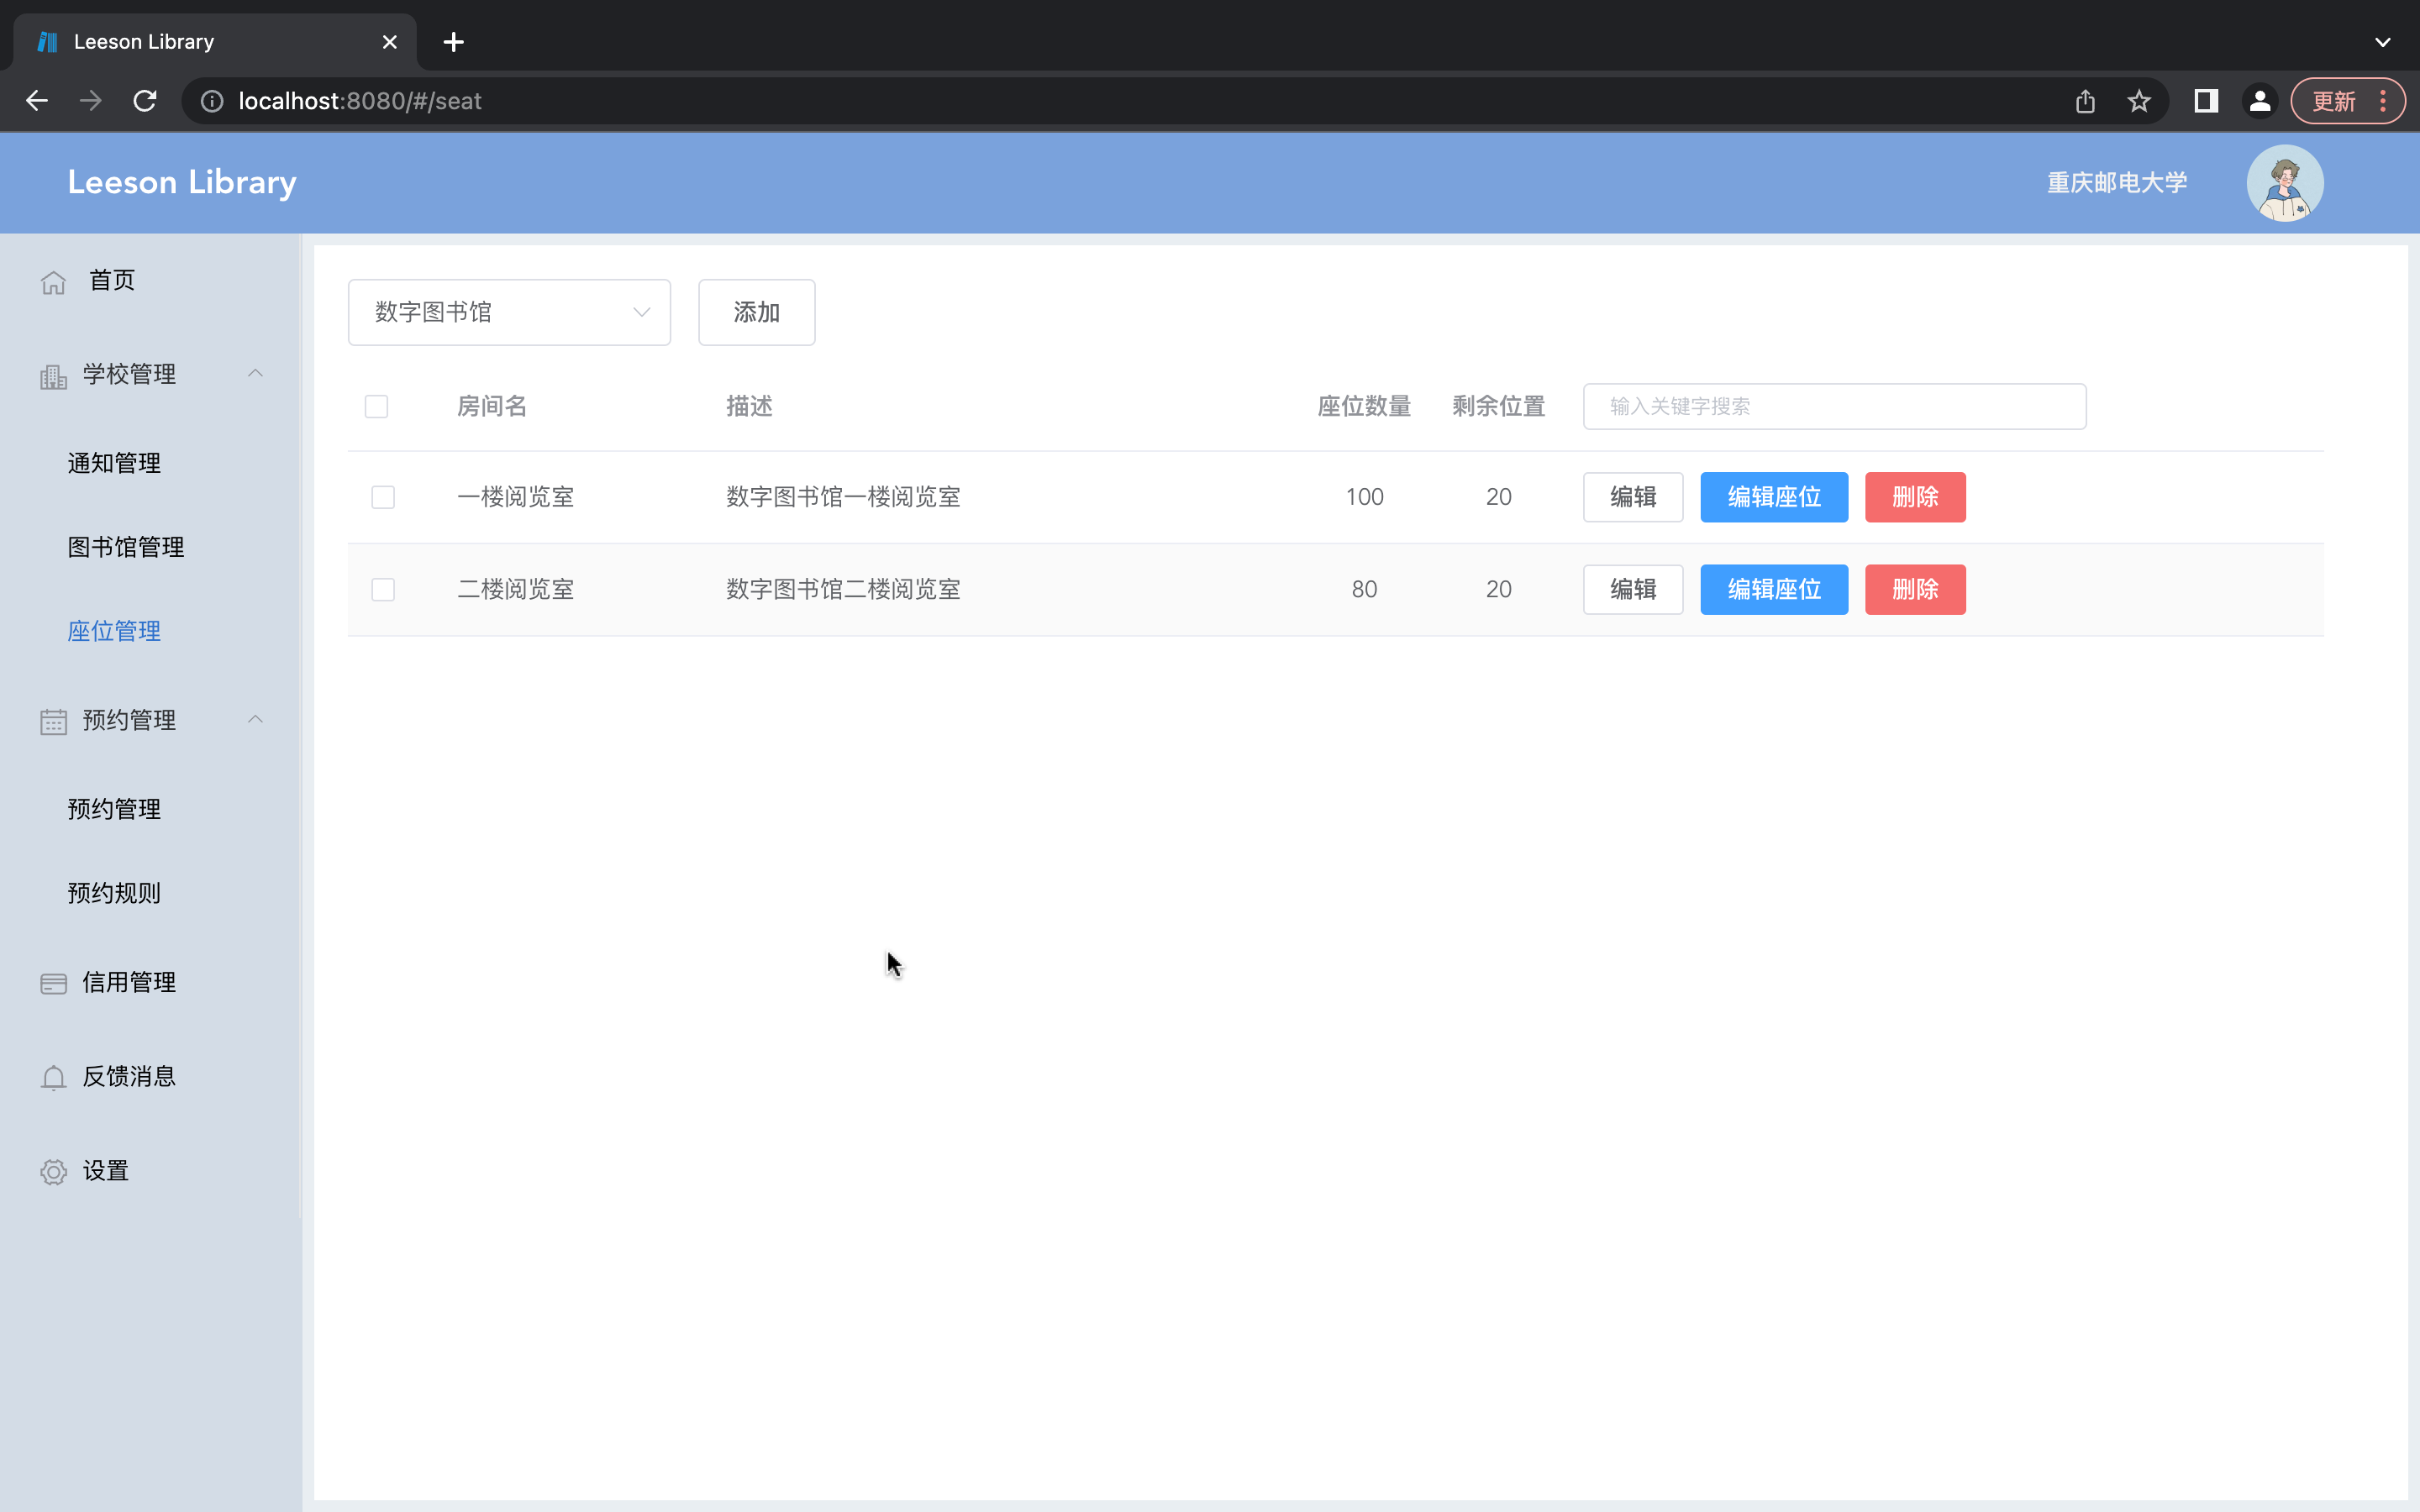 Leeson Library
localhost:8080/#/seat
更新
Leeson Library
重庆邮电大学
首页
学校管理
通知管理
图书馆管理
座位管理
预约管理
预约管理
预约规则
信用管理
反馈消息
设置
数字图书馆 添加
房间名 描述 座位数量 剩余位置 输入关键字搜索
一楼阅览室 数字图书馆一楼阅览室 100 20 编辑 编辑座位 删除
二楼阅览室 数字图书馆二楼阅览室 80 20 编辑 编辑座位 删除